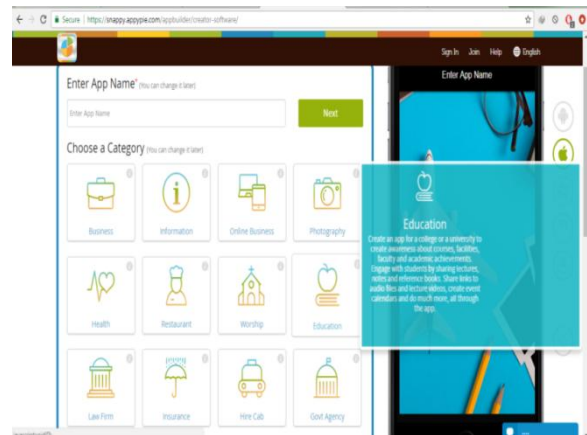 Secure | https://snappy.appypie.com/appbuilder/creator-software/
Sign In Join Help English
Enter App Name* (You can change it later)
Enter App Name
Next
Choose a Category (You can change it later)
Business
Information
Online Business
Photography
Health
Restaurant
Worship
Education
Law Firm
Insurance
Hire Cab
Govt Agency
Enter App Name
Education
Create an app for a college or a university to
create awareness about courses, facilities,
faculty and academic achievements.
Engage with students by sharing lectures,
notes and reference books. Share links to
audio files and lecture videos, create event
calendars and do much more, all through
the app.